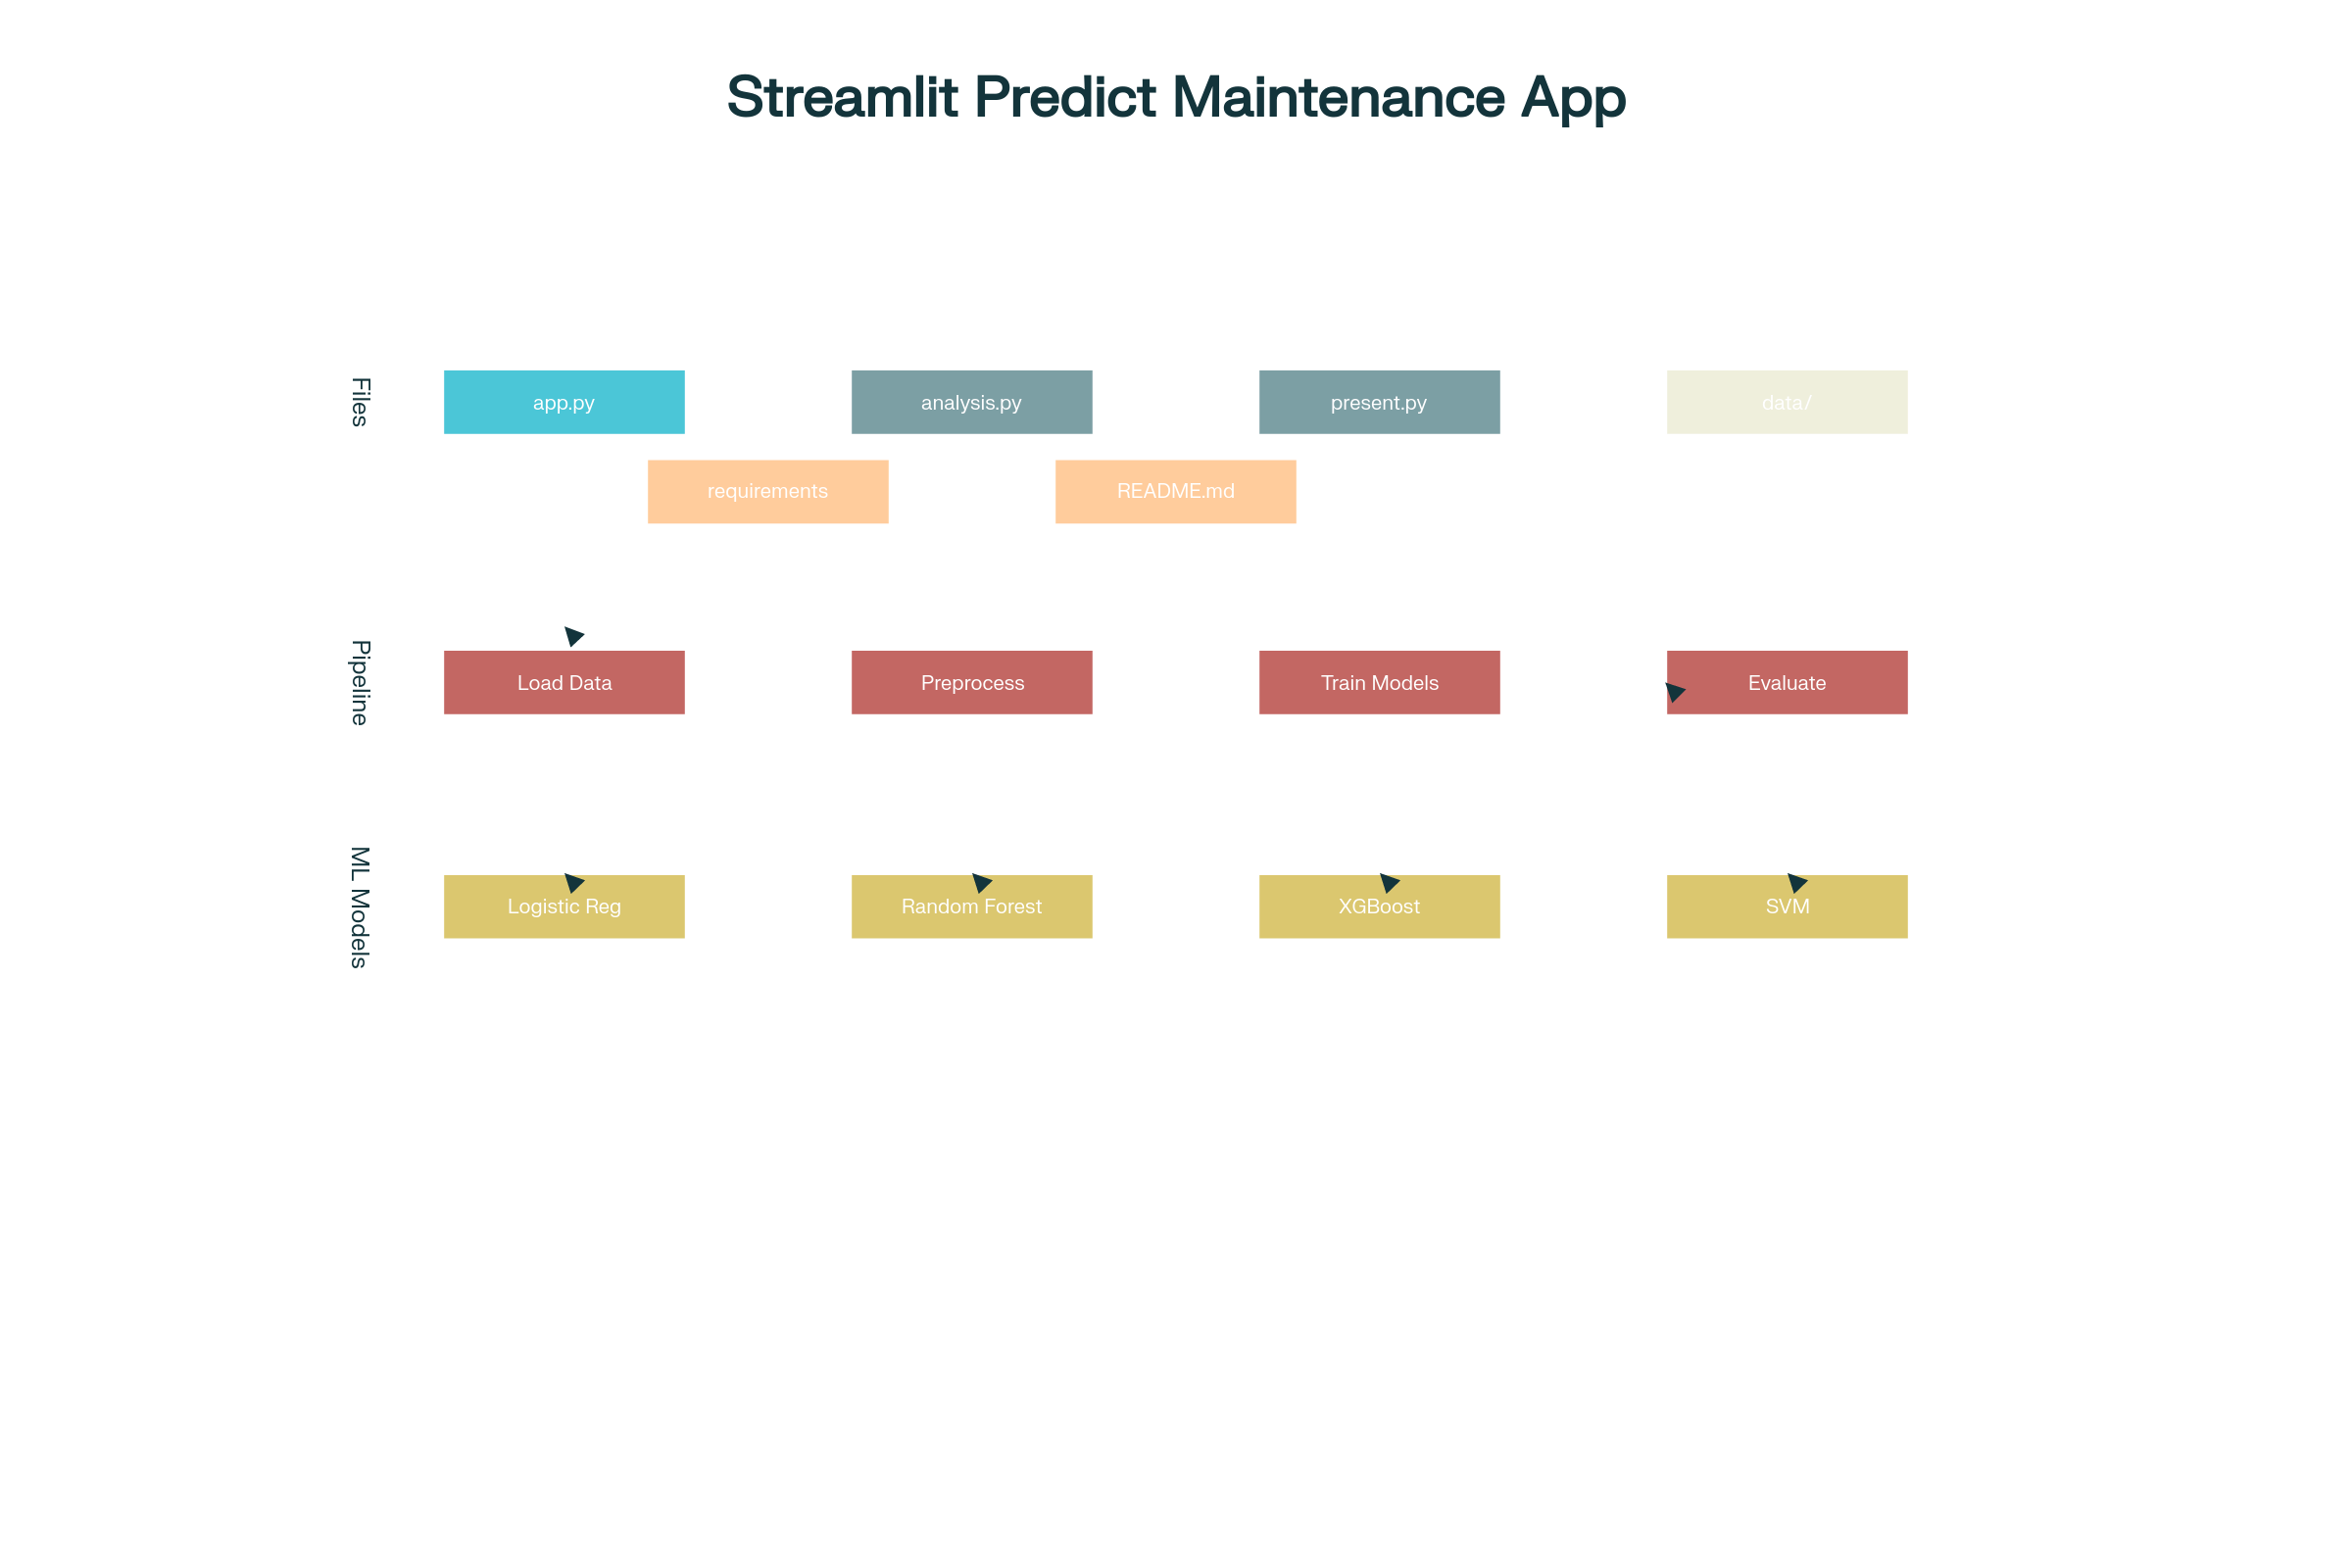 Streamlit Predict Maintenance App
Files
app.py
analysis.py
present.py
data/
requirements
README.md
Pipeline
Load Data
Preprocess
Train Models
Evaluate
ML Models
Logistic Reg
Random Forest
XGBoost
SVM